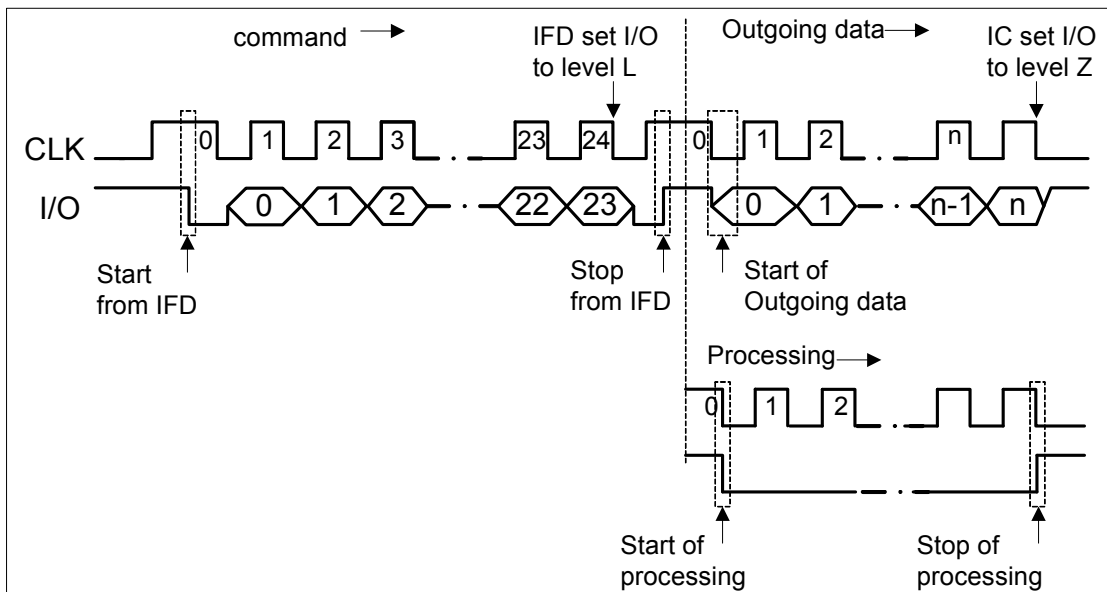 command
IFD set I/O
to level L
Outgoing data
IC set I/O
to level Z
CLK
0 1 2 3 23 24 0 1 2 n
I/O
0 1 2 22 23 0 1 n-1 n
Start
from IFD
Stop
from IFD
Start of
Outgoing data
Processing
0 1 2
Start of
processing
Stop of
processing